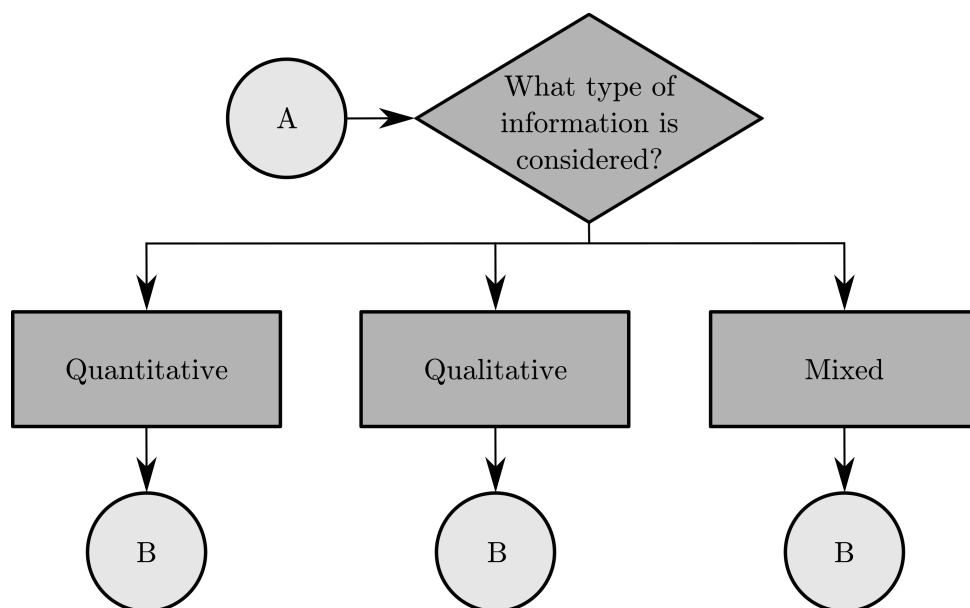 A
What type of
information is
considered?
Quantitative
Qualitative
Mixed
B
B
B